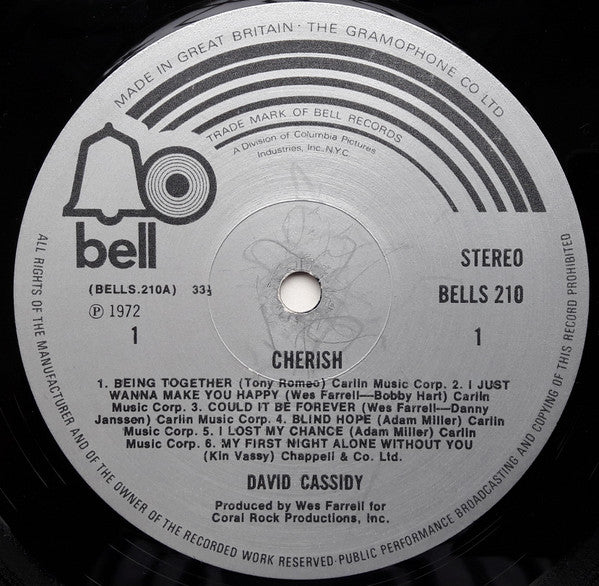 MADE IN GREAT BRITAIN · THE GRAMOPHONE CO LTD
TRADE MARK OF BELL RECORDS
A Division of Columbia Pictures
Industries, Inc., N.Y.C.
bell
STEREO
(BELLS.210A) 33⅓
BELLS 210
Ⓟ 1972
1
1
CHERISH
1. BEING TOGETHER (Tony Romeo) Carlin Music Corp. 2. I JUST
WANNA MAKE YOU HAPPY (Wes Farrell—Bobby Hart) Carlin
Music Corp. 3. COULD IT BE FOREVER (Wes Farrell—Danny
Janssen) Carlin Music Corp. 4. BLIND HOPE (Adam Miller) Carlin
Music Corp. 5. I LOST MY CHANCE (Adam Miller) Carlin
Music Corp. 6. MY FIRST NIGHT ALONE WITHOUT YOU
(Kin Vassy) Chappell & Co. Ltd.
DAVID CASSIDY
Produced by Wes Farrell for
Coral Rock Productions, Inc.
ALL RIGHTS OF THE MANUFACTURER AND OF THE OWNER OF THE RECORDED WORK RESERVED·PUBLIC PERFORMANCE BROADCASTING AND COPYING OF THIS RECORD PROHIBITED